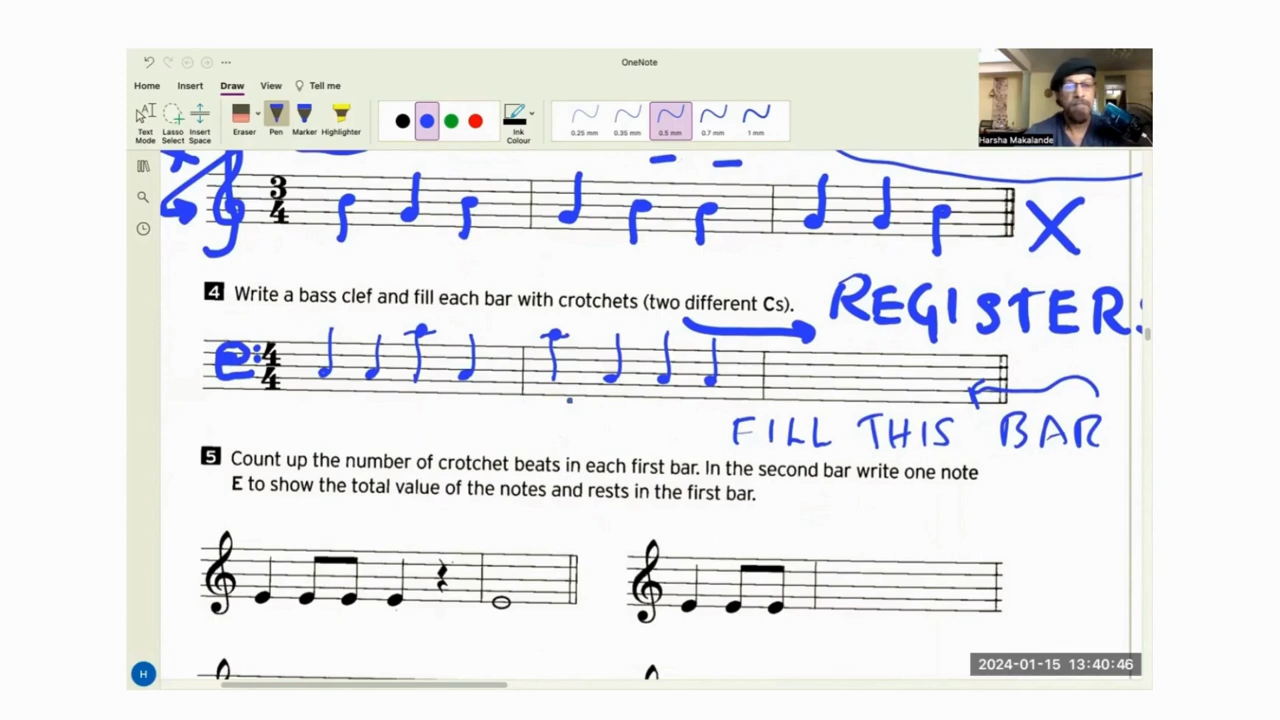 OneNote
Home Insert Draw View Tell me
Text Mode
Lasso Select
Insert Space
Eraser
Pen
Marker
Highlighter
Ink Colour
0.25 mm 0.35 mm 0.5 mm 0.7 mm 1 mm
Harsha Makalande
3
4
X
4 Write a bass clef and fill each bar with crotchets (two different Cs).
REGISTER
4
4
FILL THIS BAR
5 Count up the number of crotchet beats in each first bar. In the second bar write one note
E to show the total value of the notes and rests in the first bar.
H
2024-01-15 13:40:46